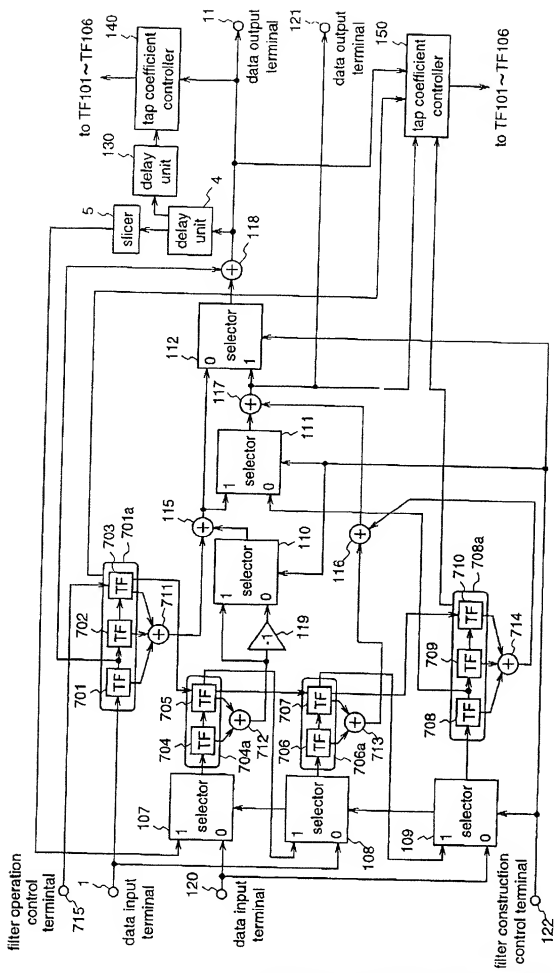 filter operation
control
termintal
715
1
data input
terminal
120
data input
terminal
filter construction
control terminal
122
107
1
selector
0
1
selector
0
108
109
1
selector
0
701
702
703
701a
TF
TF
TF
711
704
705
TF
TF
704a
712
706
707
TF
TF
706a
713
708
709
710
708a
TF
TF
TF
714
-1
119
1
selector
0
110
115
116
1
selector
0
111
117
112
0
selector
1
118
5
slicer
delay
unit
4
130
delay
unit
to TF101~TF106
tap coefficient
controller
140
11
data output
terminal
121
data output
terminal
150
tap coefficient
controller
to TF101~TF106